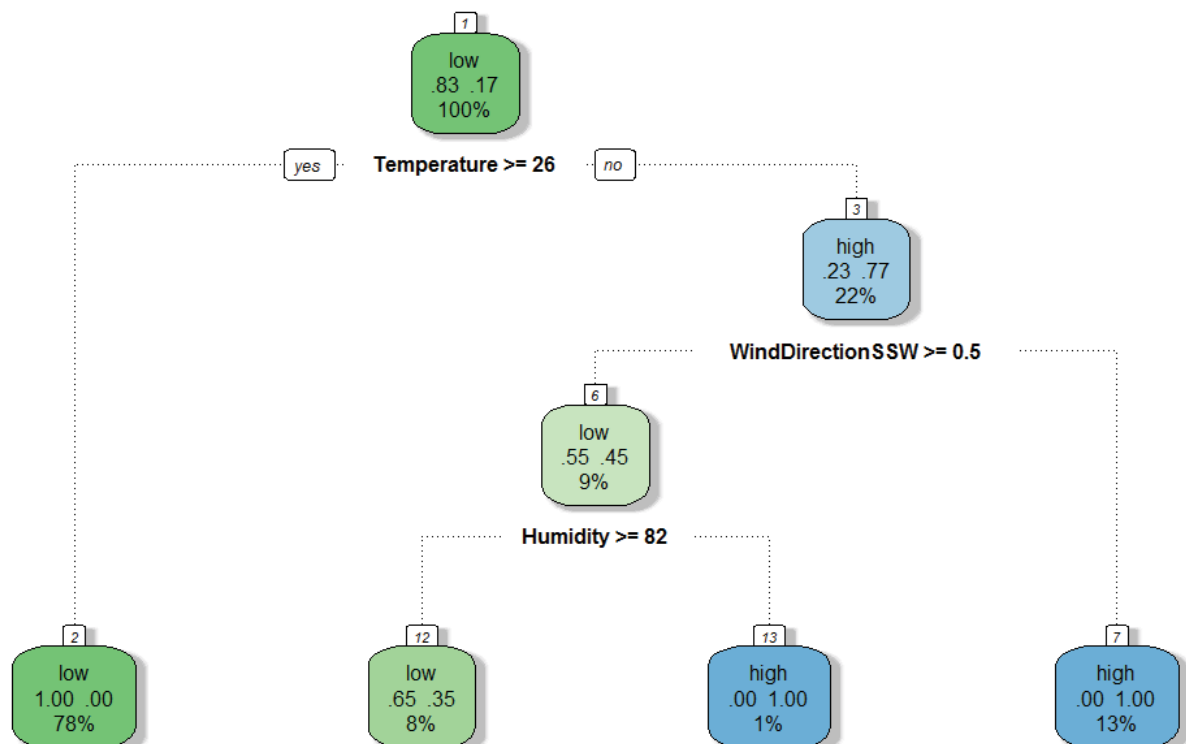 1
low
.83 .17
100%
yes Temperature >= 26 no
3
high
.23 .77
22%
WindDirectionSSW >= 0.5
6
low
.55 .45
9%
Humidity >= 82
2
low
1.00 .00
78%
12
low
.65 .35
8%
13
high
.00 1.00
1%
7
high
.00 1.00
13%